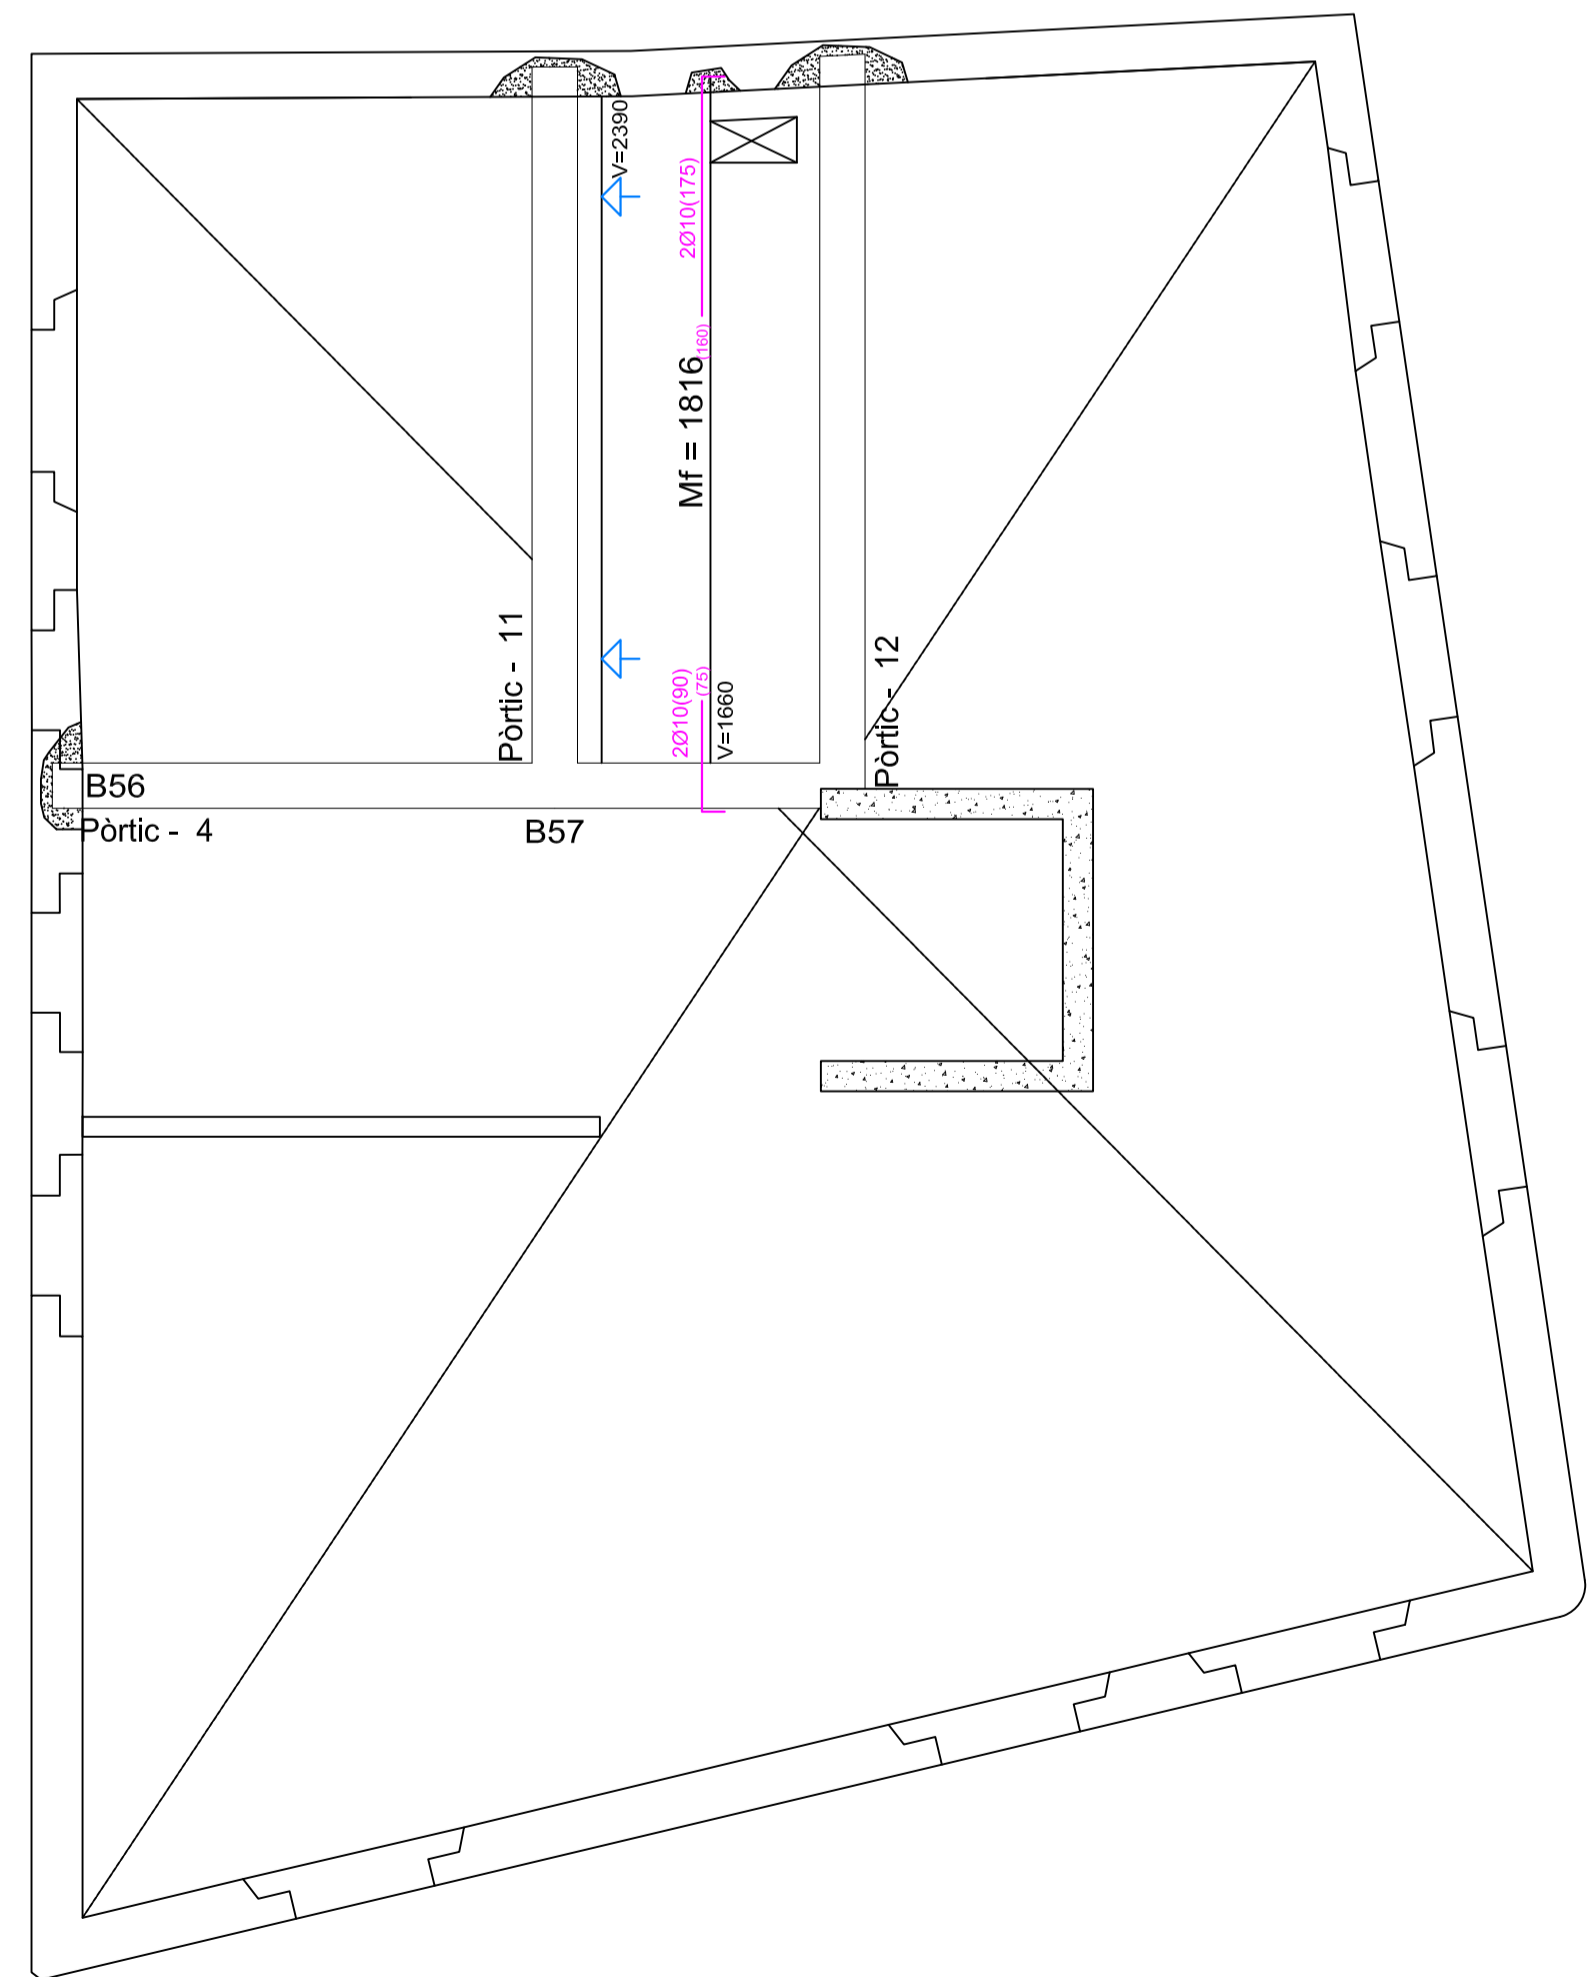 V=2390
2Ø10(175)
(160)
Mf = 1816
Pòrtic - 11
Pòrtic - 12
2Ø10(90)
(75)
V=1660
B56
Pòrtic - 4
B57